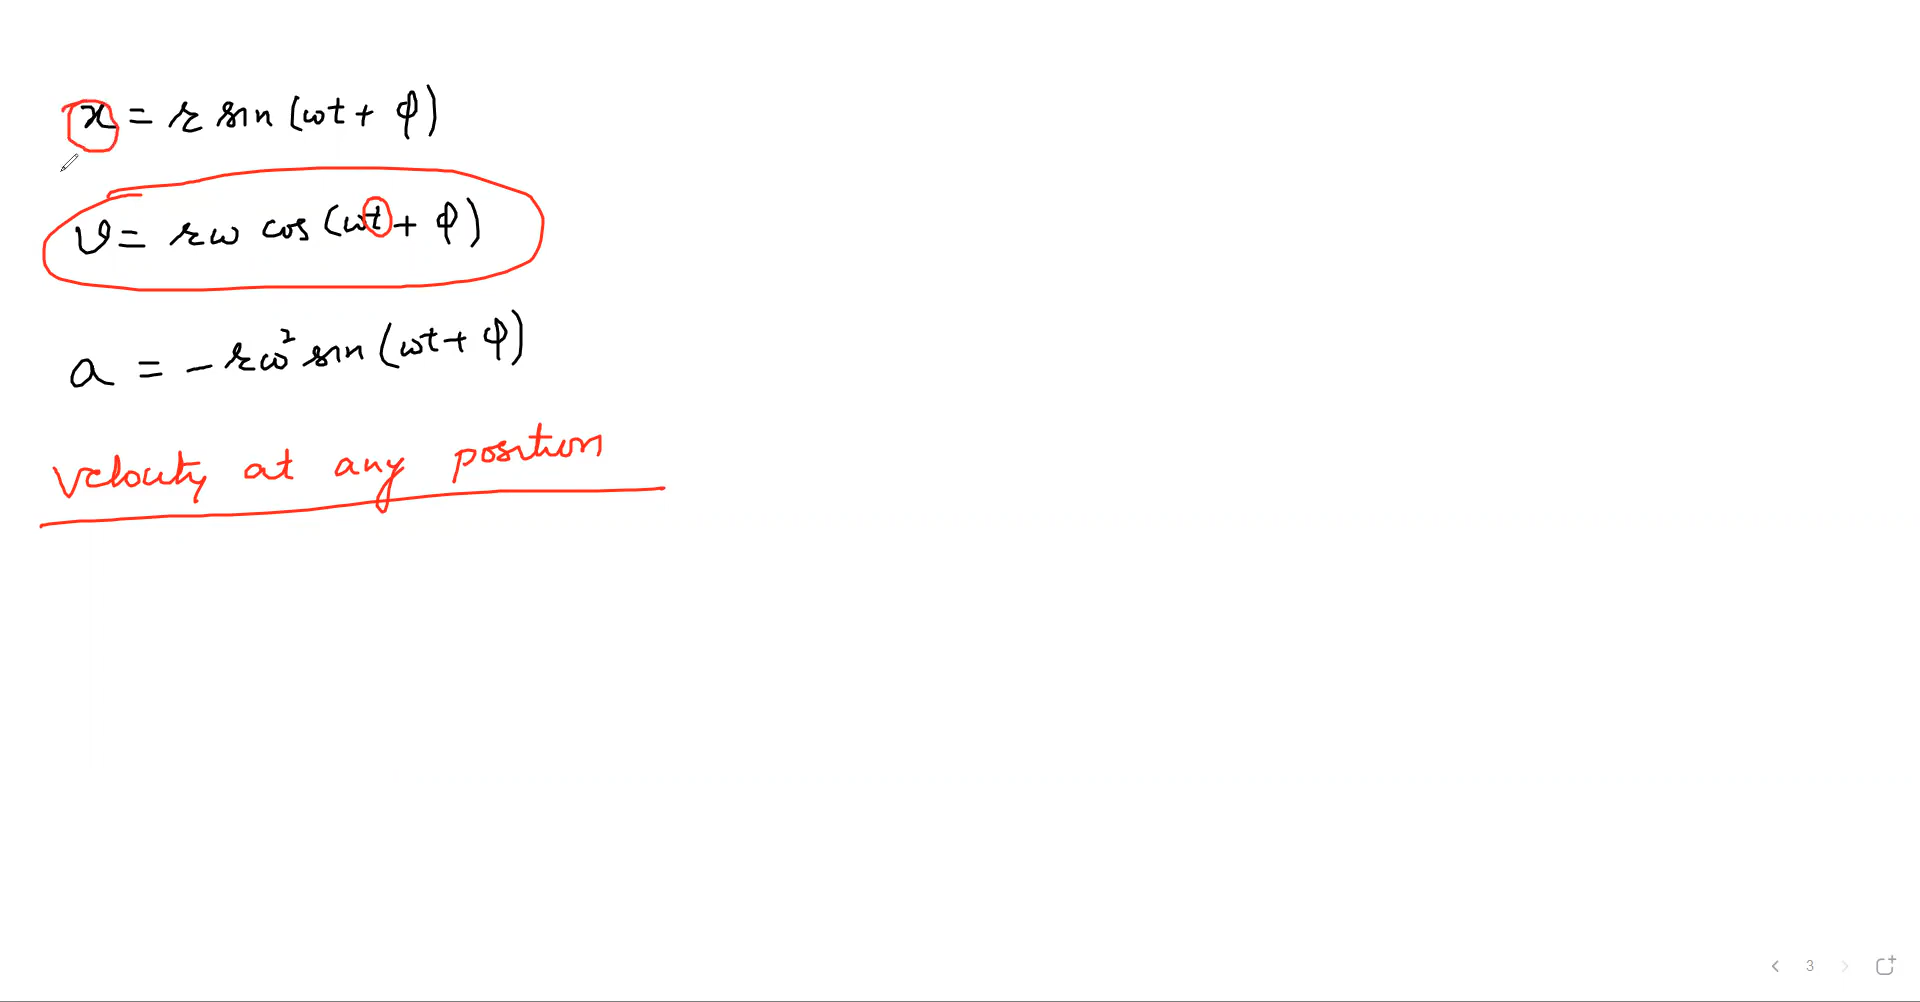 x = r sin (ωt + φ)
v = rω cos (ωt + φ)
a = - rω² sin (ωt + φ)
velocity at any position
3